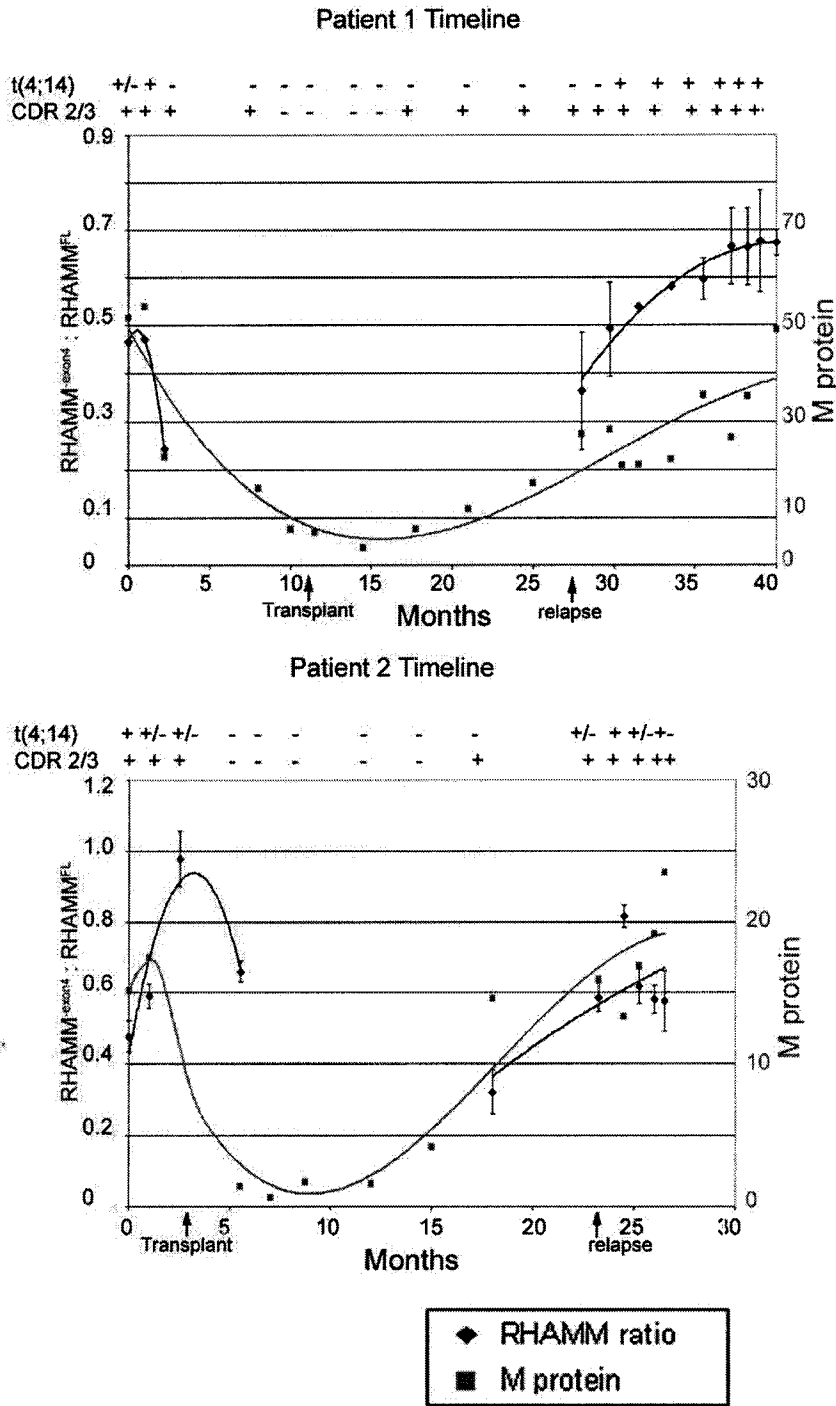 Patient 1 Timeline
t(4;14) +/- + - - - - - - - - - - - + + + + + +
CDR 2/3 + + + + - - - - + + + + + + + + + + +
0.9
0.7
0.5
0.3
0.1
0
RHAMM-exon4 : RHAMMFL
70
50
30
10
0
M protein
0 5 10 15 20 25 30 35 40
Transplant Months relapse
Patient 2 Timeline
t(4;14) + +/- +/- - - - - - - +/- + +/-+-
CDR 2/3 + + + - - - - - + + + + ++
1.2
1.0
0.8
0.6
0.4
0.2
0
RHAMM-exon4 : RHAMMFL
30
20
10
0
M protein
0 5 10 15 20 25 30
Transplant Months relapse
RHAMM ratio
M protein